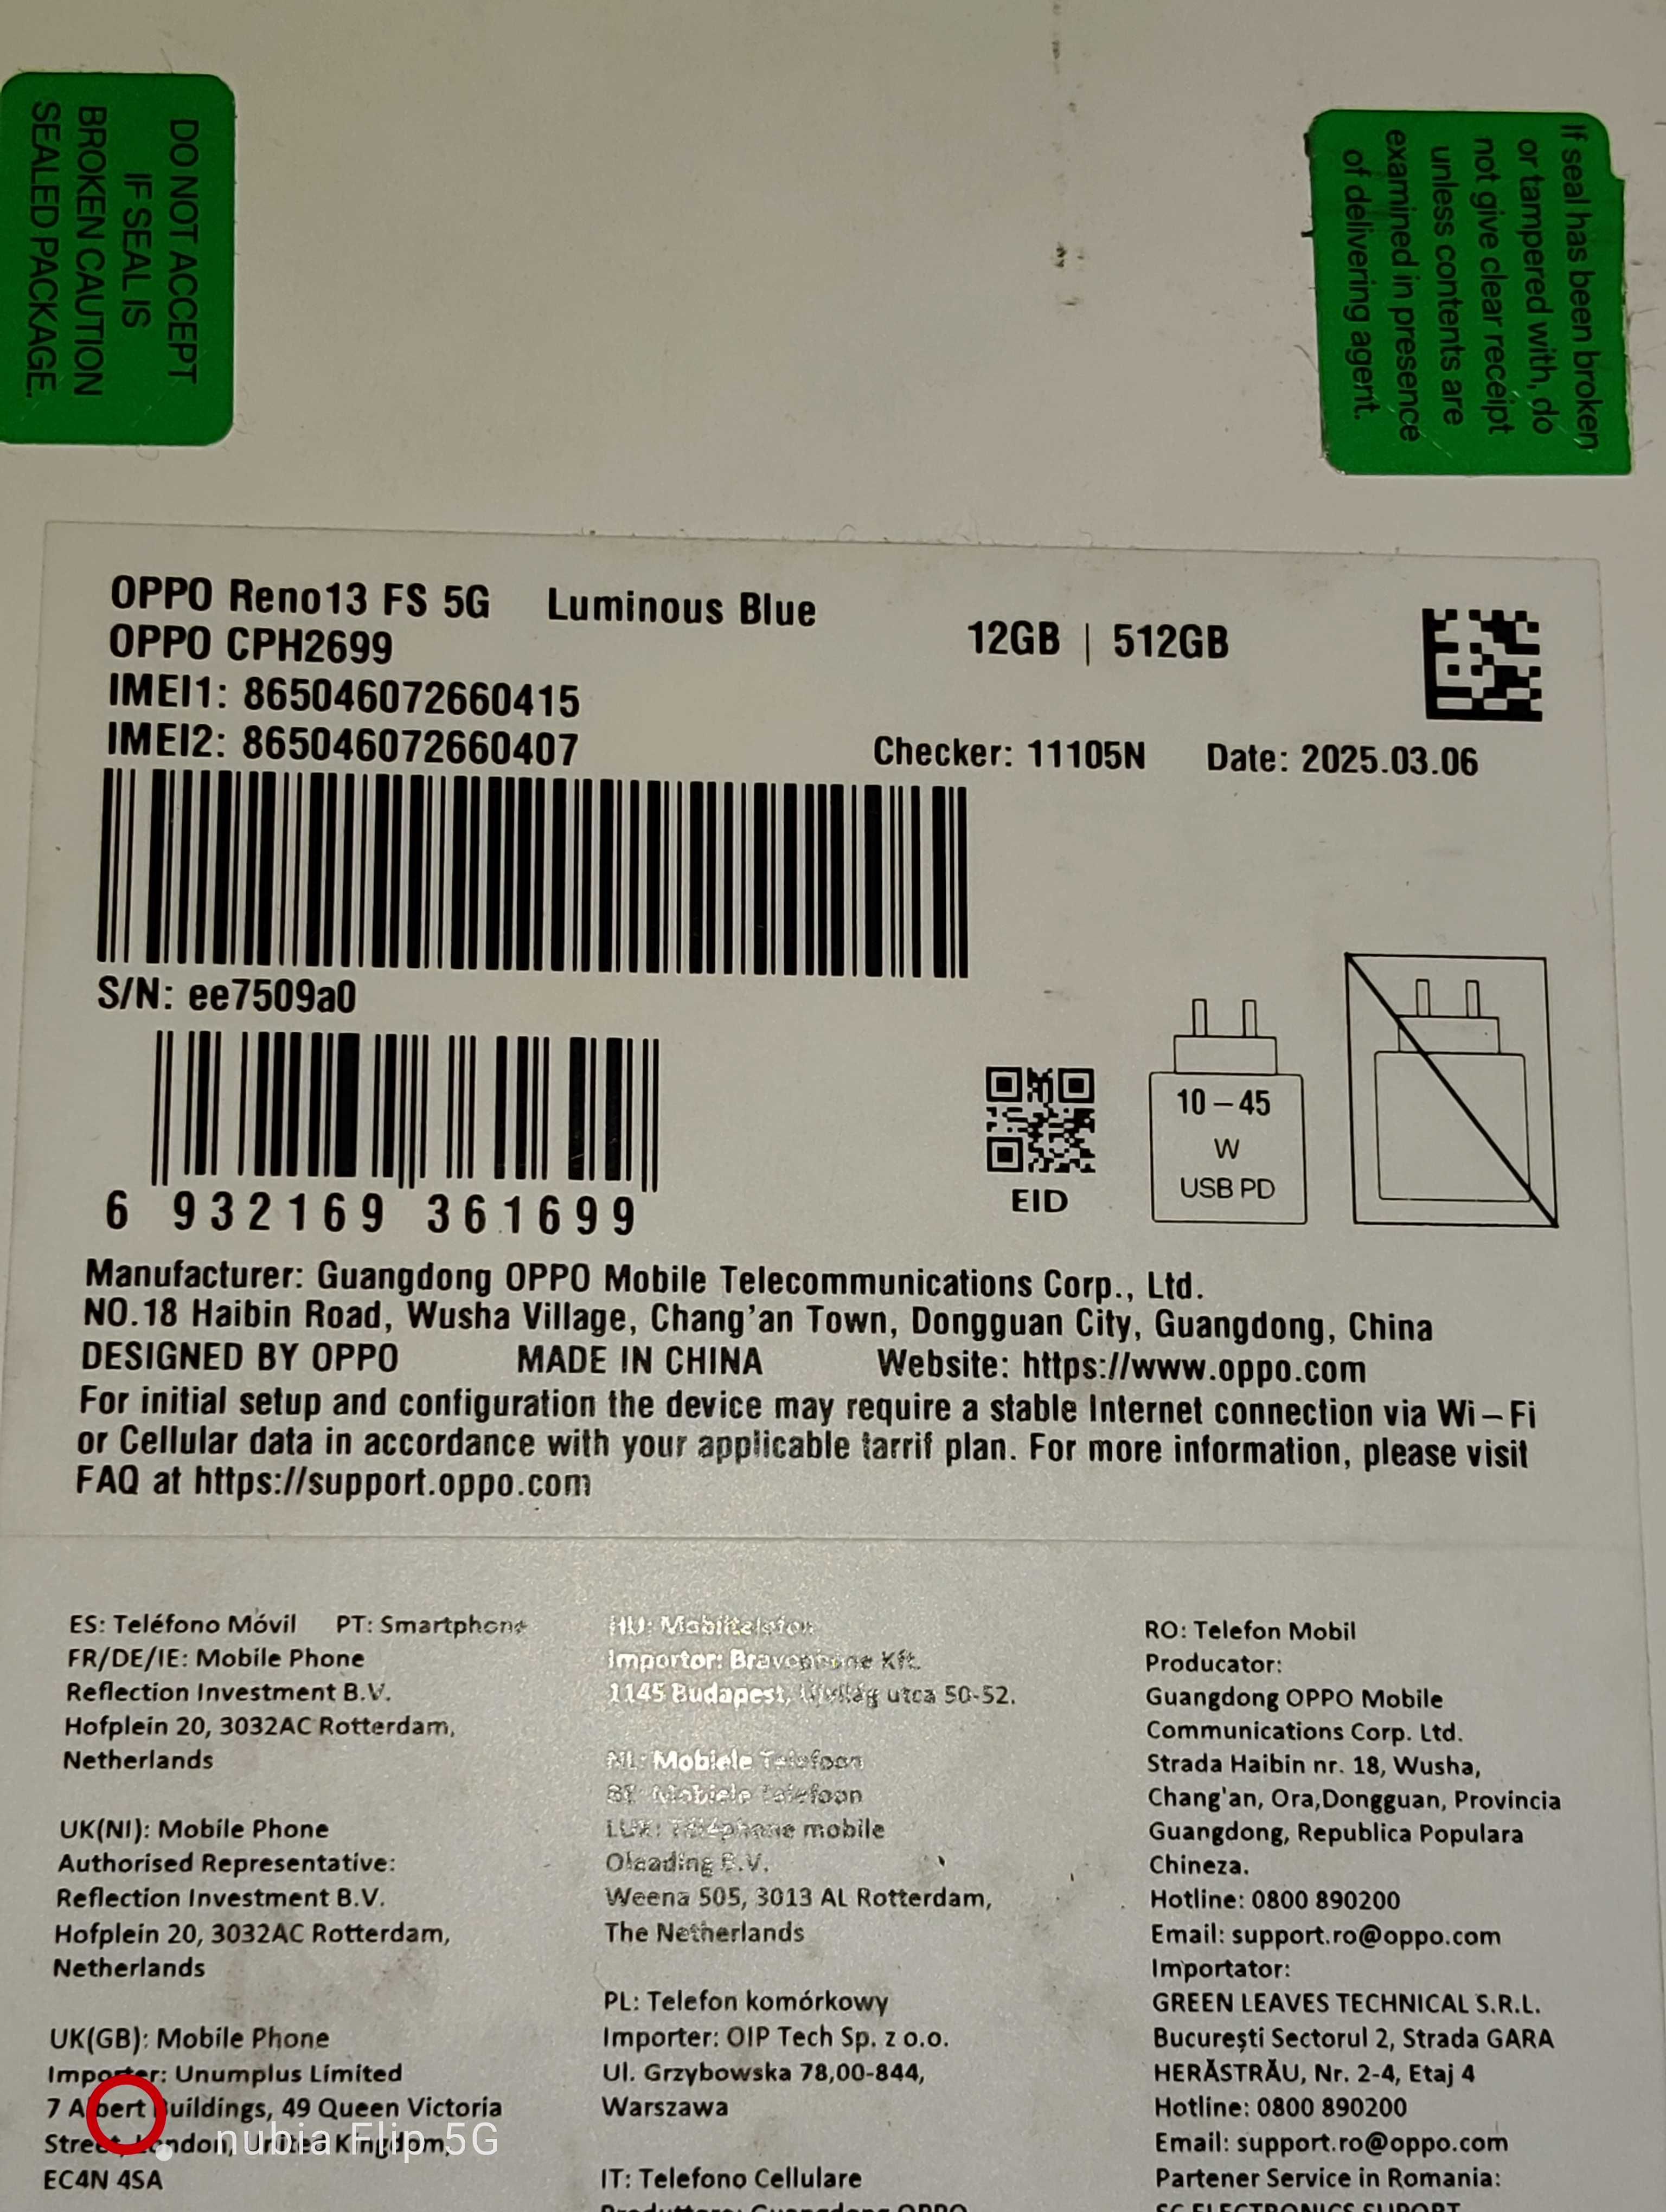 DO NOT ACCEPT
IF SEAL IS
BROKEN CAUTION
SEALED PACKAGE.
If seal has been broken
or tampered with, do
not give clear receipt
unless contents are
examined in presence
of delivering agent.
OPPO Reno13 FS 5G Luminous Blue
OPPO CPH2699
12GB | 512GB
IMEI1: 865046072660415
IMEI2: 865046072660407
Checker: 11105N Date: 2025.03.06
S/N: ee7509a0
6 932169 361699
EID
10 – 45
W
USB PD
Manufacturer: Guangdong OPPO Mobile Telecommunications Corp., Ltd.
NO.18 Haibin Road, Wusha Village, Chang'an Town, Dongguan City, Guangdong, China
DESIGNED BY OPPO MADE IN CHINA Website: https://www.oppo.com
For initial setup and configuration the device may require a stable Internet connection via Wi–Fi
or Cellular data in accordance with your applicable tarrif plan. For more information, please visit
FAQ at https://support.oppo.com
ES: Teléfono Móvil PT: Smartphone
FR/DE/IE: Mobile Phone
Reflection Investment B.V.
Hofplein 20, 3032AC Rotterdam,
Netherlands
UK(NI): Mobile Phone
Authorised Representative:
Reflection Investment B.V.
Hofplein 20, 3032AC Rotterdam,
Netherlands
UK(GB): Mobile Phone
Importer: Unumplus Limited
7 Albert Buildings, 49 Queen Victoria
Street, London, United Kingdom,
EC4N 4SA
HU: Mobiltelefon
Importor: Bravophone Kft.
1145 Budapest, utca 50-52.
NL: Mobiele Telefoon
BE: Mobiele Telefoon
LUX: Téléphone mobile
Oleading B.V.
Weena 505, 3013 AL Rotterdam,
The Netherlands
PL: Telefon komórkowy
Importer: OIP Tech Sp. z o.o.
Ul. Grzybowska 78,00-844,
Warszawa
IT: Telefono Cellulare
RO: Telefon Mobil
Producator:
Guangdong OPPO Mobile
Communications Corp. Ltd.
Strada Haibin nr. 18, Wusha,
Chang'an, Ora,Dongguan, Provincia
Guangdong, Republica Populara
Chineza.
Hotline: 0800 890200
Email: support.ro@oppo.com
Importator:
GREEN LEAVES TECHNICAL S.R.L.
București Sectorul 2, Strada GARA
HERĂSTRĂU, Nr. 2-4, Etaj 4
Hotline: 0800 890200
Email: support.ro@oppo.com
Partener Service in Romania:
nubia Flip 5G